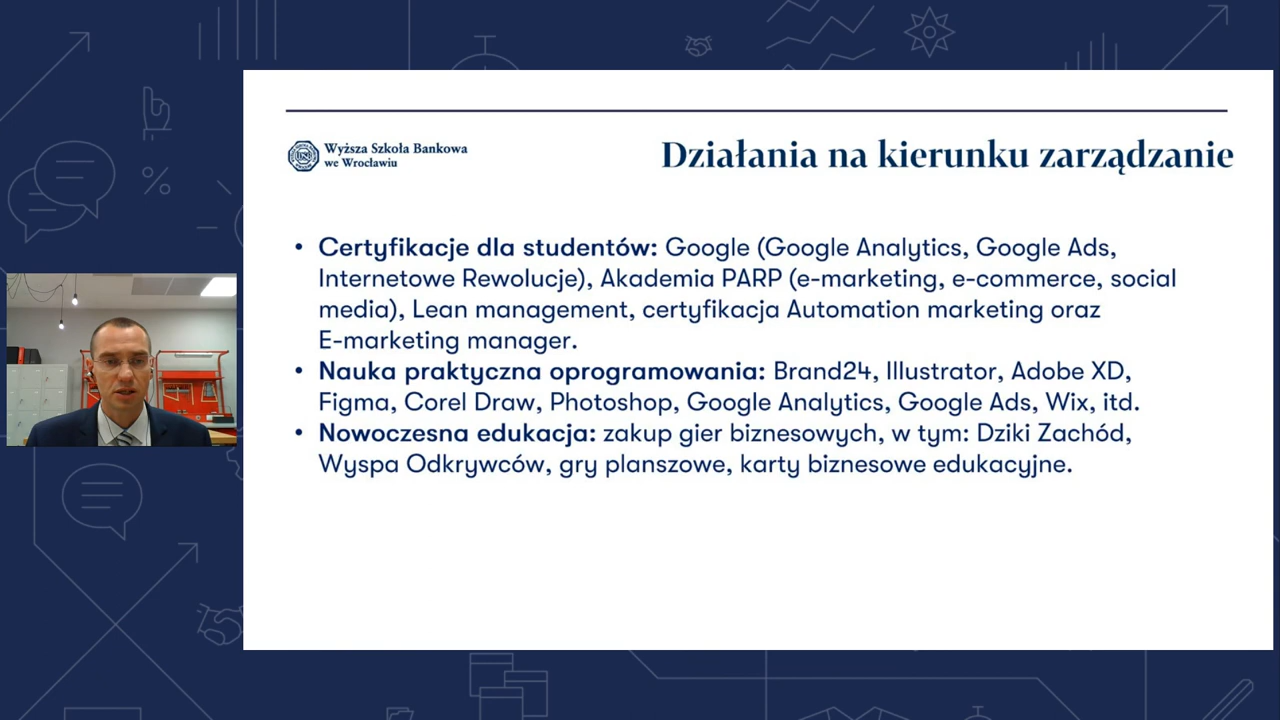 Wyższa Szkoła Bankowa
we Wrocławiu
Działania na kierunku zarządzanie
• Certyfikacje dla studentów: Google (Google Analytics, Google Ads,
Internetowe Rewolucje), Akademia PARP (e-marketing, e-commerce, social
media), Lean management, certyfikacja Automation marketing oraz
E-marketing manager.
• Nauka praktyczna oprogramowania: Brand24, Illustrator, Adobe XD,
Figma, Corel Draw, Photoshop, Google Analytics, Google Ads, Wix, itd.
• Nowoczesna edukacja: zakup gier biznesowych, w tym: Dziki Zachód,
Wyspa Odkrywców, gry planszowe, karty biznesowe edukacyjne.